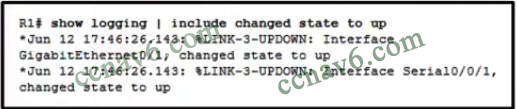 R1# show logging | include changed state to up
*Jun 12 17:46:26.143: %LINK-3-UPDOWN: Interface
GigabitEthernet0/1, changed state to up
*Jun 12 17:46:26.143: %LINK-3-UPDOWN: Interface Serial0/0/1,
changed state to up
ccnav6.com
ccnav6.com